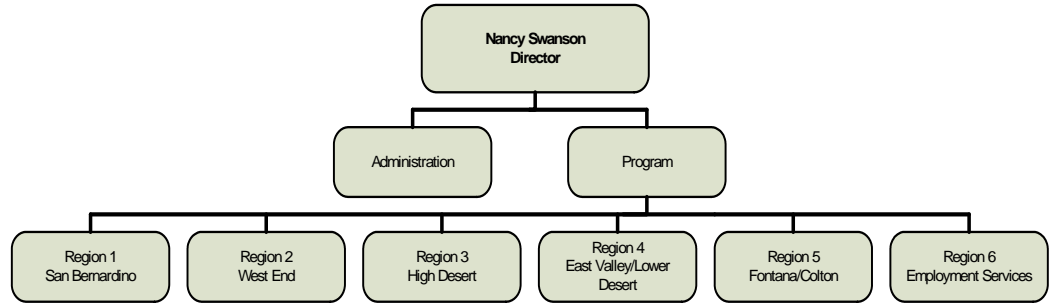 Nancy Swanson
Director
Administration
Program
Region 1
San Bernardino
Region 2
West End
Region 3
High Desert
Region 4
East Valley/Lower
Desert
Region 5
Fontana/Colton
Region 6
Employment Services